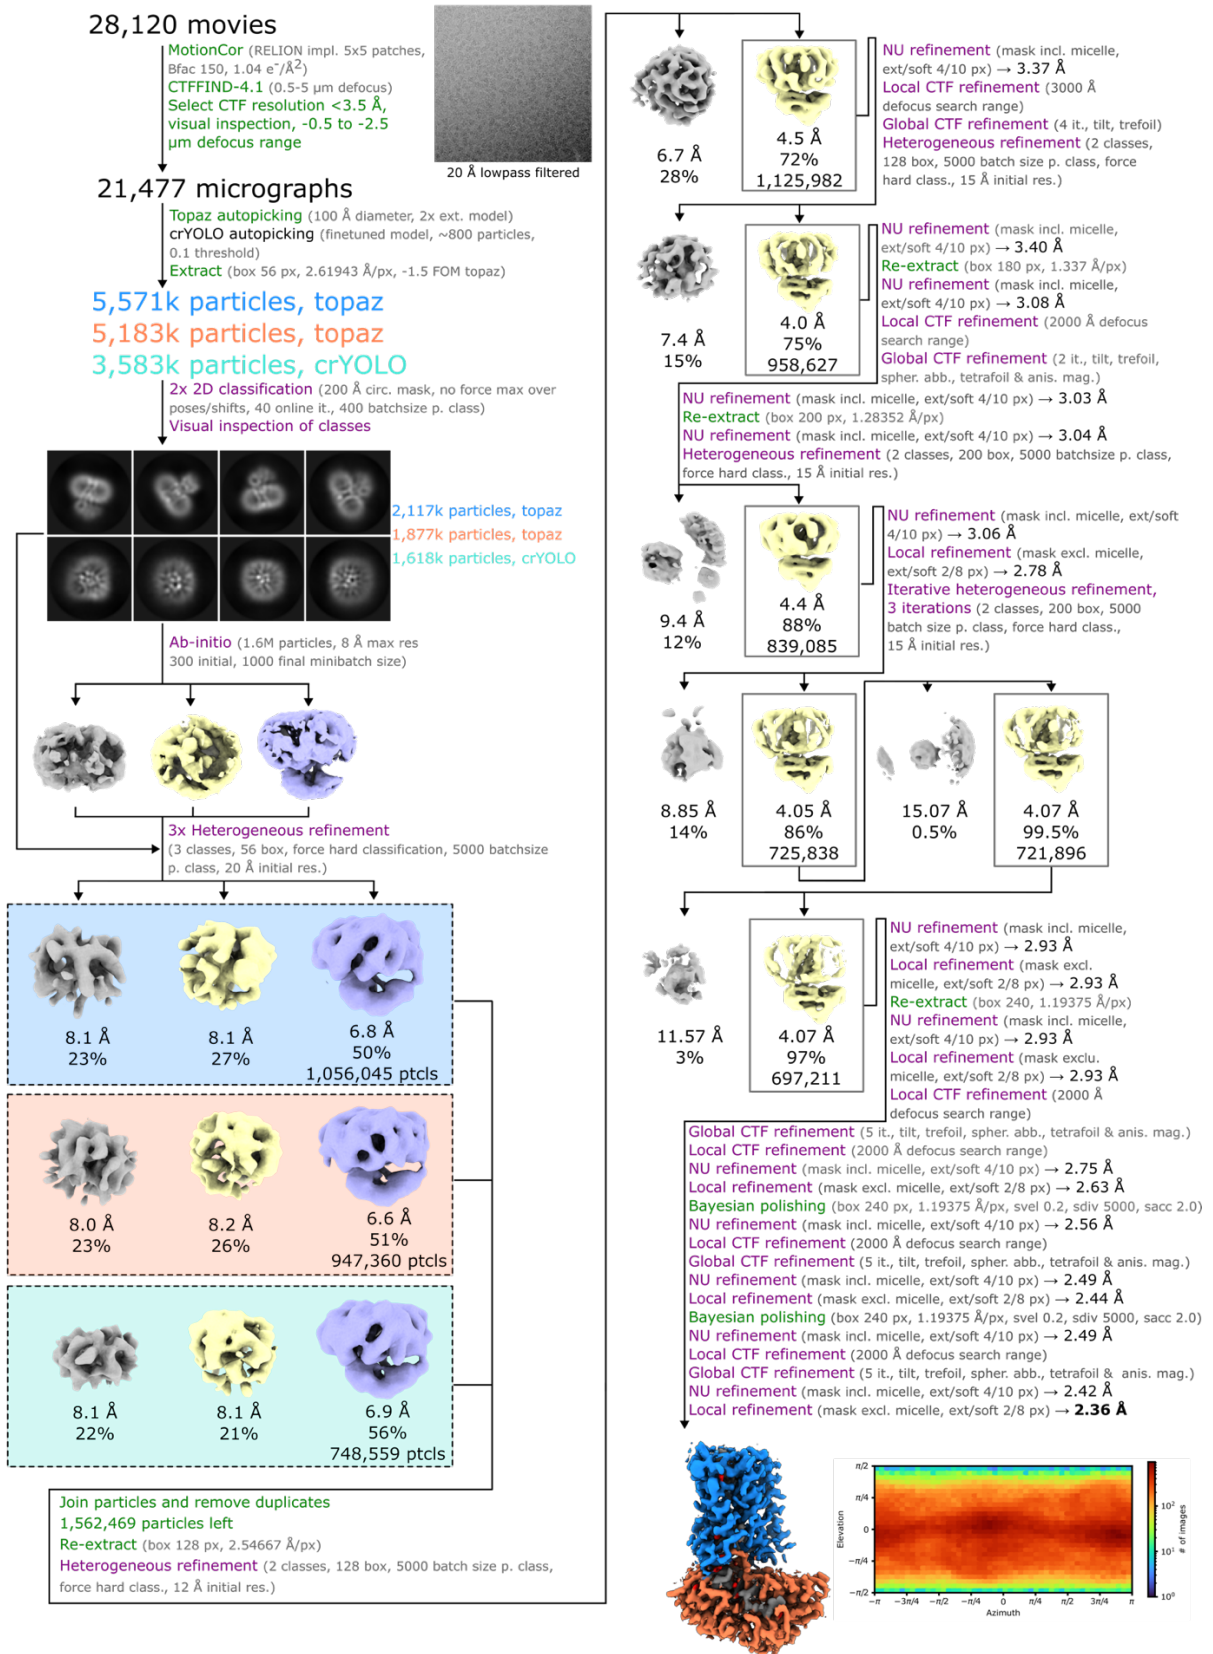 28,120 movies
MotionCor (RELION impl. 5x5 patches,
Bfac 150, 1.04 e⁻/Å²)
CTFFIND-4.1 (0.5-5 µm defocus)
Select CTF resolution <3.5 Å,
visual inspection, -0.5 to -2.5
µm defocus range
20 Å lowpass filtered
21,477 micrographs
Topaz autopicking (100 Å diameter, 2x ext. model)
crYOLO autopicking (finetuned model, ~800 particles,
0.1 threshold)
Extract (box 56 px, 2.61943 Å/px, -1.5 FOM topaz)
5,571k particles, topaz
5,183k particles, topaz
3,583k particles, crYOLO
2x 2D classification (200 Å circ. mask, no force max over
poses/shifts, 40 online it., 400 batchsize p. class)
Visual inspection of classes
2,117k particles, topaz
1,877k particles, topaz
1,618k particles, crYOLO
Ab-initio (1.6M particles, 8 Å max res
300 initial, 1000 final minibatch size)
3x Heterogeneous refinement
(3 classes, 56 box, force hard classification, 5000 batchsize
p. class, 20 Å initial res.)
8.1 Å
23%
8.1 Å
27%
6.8 Å
50%
1,056,045 ptcls
8.0 Å
23%
8.2 Å
26%
6.6 Å
51%
947,360 ptcls
8.1 Å
22%
8.1 Å
21%
6.9 Å
56%
748,559 ptcls
Join particles and remove duplicates
1,562,469 particles left
Re-extract (box 128 px, 2.54667 Å/px)
Heterogeneous refinement (2 classes, 128 box, 5000 batch size p. class,
force hard class., 12 Å initial res.)
6.7 Å
28%
4.5 Å
72%
1,125,982
NU refinement (mask incl. micelle,
ext/soft 4/10 px) → 3.37 Å
Local CTF refinement (3000 Å
defocus search range)
Global CTF refinement (4 it., tilt, trefoil)
Heterogeneous refinement (2 classes,
128 box, 5000 batch size p. class, force
hard class., 15 Å initial res.)
7.4 Å
15%
4.0 Å
75%
958,627
NU refinement (mask incl. micelle,
ext/soft 4/10 px) → 3.40 Å
Re-extract (box 180 px, 1.337 Å/px)
NU refinement (mask incl. micelle,
ext/soft 4/10 px) → 3.08 Å
Local CTF refinement (2000 Å defocus
search range)
Global CTF refinement (2 it., tilt, trefoil,
spher. abb., tetrafoil & anis. mag.)
NU refinement (mask incl. micelle, ext/soft 4/10 px) → 3.03 Å
Re-extract (box 200 px, 1.28352 Å/px)
NU refinement (mask incl. micelle, ext/soft 4/10 px) → 3.04 Å
Heterogeneous refinement (2 classes, 200 box, 5000 batchsize p. class,
force hard class., 15 Å initial res.)
9.4 Å
12%
4.4 Å
88%
839,085
NU refinement (mask incl. micelle, ext/soft
4/10 px) → 3.06 Å
Local refinement (mask excl. micelle,
ext/soft 2/8 px) → 2.78 Å
Iterative heterogeneous refinement,
3 iterations (2 classes, 200 box, 5000
batch size p. class, force hard class.,
15 Å initial res.)
8.85 Å
14%
4.05 Å
86%
725,838
15.07 Å
0.5%
4.07 Å
99.5%
721,896
11.57 Å
3%
4.07 Å
97%
697,211
NU refinement (mask incl. micelle,
ext/soft 4/10 px) → 2.93 Å
Local refinement (mask excl.
micelle, ext/soft 2/8 px) → 2.93 Å
Re-extract (box 240, 1.19375 Å/px)
NU refinement (mask incl. micelle,
ext/soft 4/10 px) → 2.93 Å
Local refinement (mask exclu.
micelle, ext/soft 2/8 px) → 2.93 Å
Local CTF refinement (2000 Å
defocus search range)
Global CTF refinement (5 it., tilt, trefoil, spher. abb., tetrafoil & anis. mag.)
Local CTF refinement (2000 Å defocus search range)
NU refinement (mask incl. micelle, ext/soft 4/10 px) → 2.75 Å
Local refinement (mask excl. micelle, ext/soft 2/8 px) → 2.63 Å
Bayesian polishing (box 240 px, 1.19375 Å/px, svel 0.2, sdiv 5000, sacc 2.0)
NU refinement (mask incl. micelle, ext/soft 4/10 px) → 2.56 Å
Local CTF refinement (2000 Å defocus search range)
Global CTF refinement (5 it., tilt, trefoil, spher. abb., tetrafoil & anis. mag.)
NU refinement (mask incl. micelle, ext/soft 4/10 px) → 2.49 Å
Local refinement (mask excl. micelle, ext/soft 2/8 px) → 2.44 Å
Bayesian polishing (box 240 px, 1.19375 Å/px, svel 0.2, sdiv 5000, sacc 2.0)
NU refinement (mask incl. micelle, ext/soft 4/10 px) → 2.49 Å
Local CTF refinement (2000 Å defocus search range)
Global CTF refinement (5 it., tilt, trefoil, spher. abb., tetrafoil & anis. mag.)
NU refinement (mask incl. micelle, ext/soft 4/10 px) → 2.42 Å
Local refinement (mask excl. micelle, ext/soft 2/8 px) → 2.36 Å
π/2
π/4
0
−π/4
−π/2
Elevation
−π −3π/4 −π/2 −π/4 0 π/4 π/2 3π/4 π
Azimuth
10²
10¹
10⁰
# of images